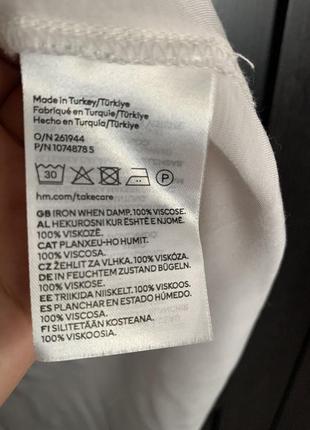 Made in Turkey/Türkiye
Fabriqué en Turquie/Türkiye
Hecho en Turquía/Türkiye
O/N 261944
P/N 1074878 S
30 P
hm.com/takecare
GB IRON WHEN DAMP. 100% VISCOSE.
AL HEKUROSNI KUR ËSHTË E NJOMË.
100% VISKOZË.
CAT PLANXEU-HO HUMIT.
100% VISCOSA.
CZ ŽEHLIT ZA VLHKA. 100% VISKÓZA.
DE IN FEUCHTEM ZUSTAND BÜGELN.
100% VISKOSE.
EE TRIIKIDA NIISKELT. 100% VISKOOS.
ES PLANCHAR EN ESTADO HÚMEDO.
100% VISCOSA.
FI SILITETÄÄN KOSTEANA.
100% VISKOOSIA.